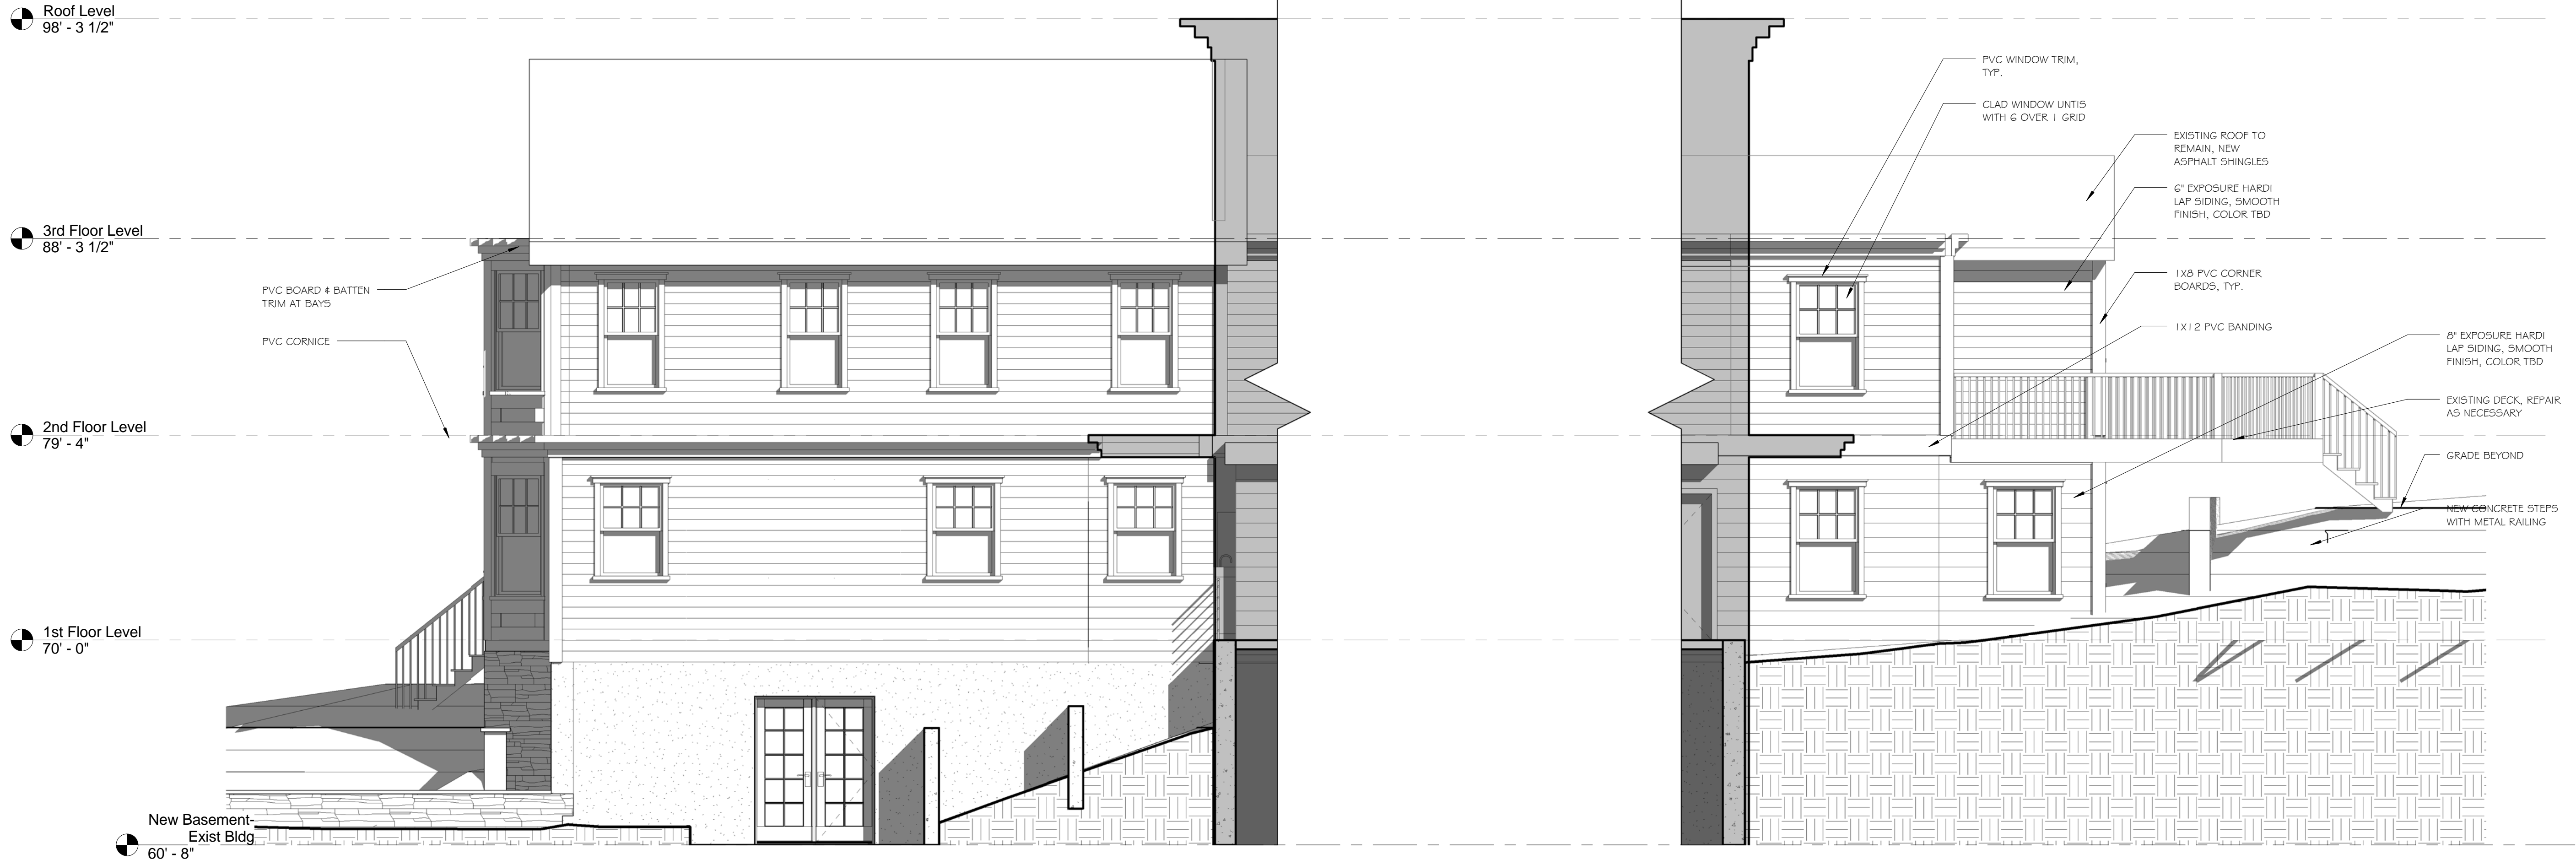 Roof Level
98' - 3 1/2"
3rd Floor Level
88' - 3 1/2"
PVC BOARD & BATTEN
TRIM AT BAYS
PVC CORNICE
2nd Floor Level
79' - 4"
1st Floor Level
70' - 0"
New Basement-
Exist Bldg
60' - 8"
PVC WINDOW TRIM,
TYP.
CLAD WINDOW UNTIS
WITH 6 OVER 1 GRID
EXISTING ROOF TO
REMAIN, NEW
ASPHALT SHINGLES
6" EXPOSURE HARDI
LAP SIDING, SMOOTH
FINISH, COLOR TBD
1X8 PVC CORNER
BOARDS, TYP.
1X12 PVC BANDING
8" EXPOSURE HARDI
LAP SIDING, SMOOTH
FINISH, COLOR TBD
EXISTING DECK, REPAIR
AS NECESSARY
GRADE BEYOND
NEW CONCRETE STEPS
WITH METAL RAILING